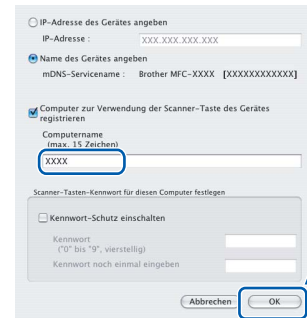 IP-Adresse des Gerätes angeben
IP-Adresse : XXX.XXX.XXX.XXX
Name des Gerätes angeben
mDNS-Servicename : Brother MFC-XXXX [XXXXXXXXXXXX]
Computer zur Verwendung der Scanner-Taste des Gerätes
registrieren
Computername
(max. 15 Zeichen)
XXXX
Scanner-Tasten-Kennwort für diesen Computer festlegen
Kennwort-Schutz einschalten
Kennwort
("0" bis "9", vierstellig)
Kennwort noch einmal eingeben
Abbrechen OK